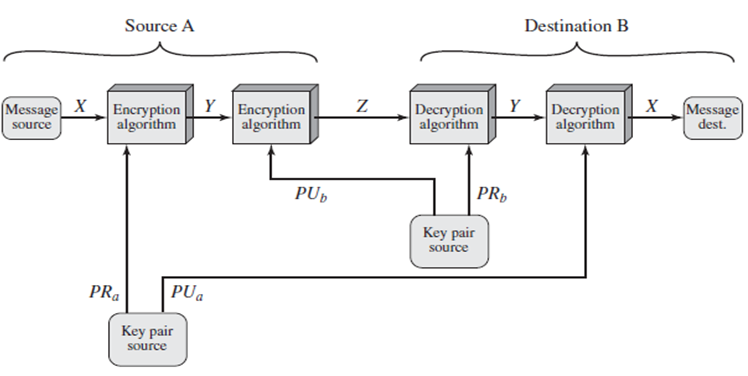 Source A
Destination B
Message
source
X
Encryption
algorithm
Y
Encryption
algorithm
Z
Decryption
algorithm
Y
Decryption
algorithm
X
Message
dest.
PUb
PRb
Key pair
source
PRa
PUa
Key pair
source